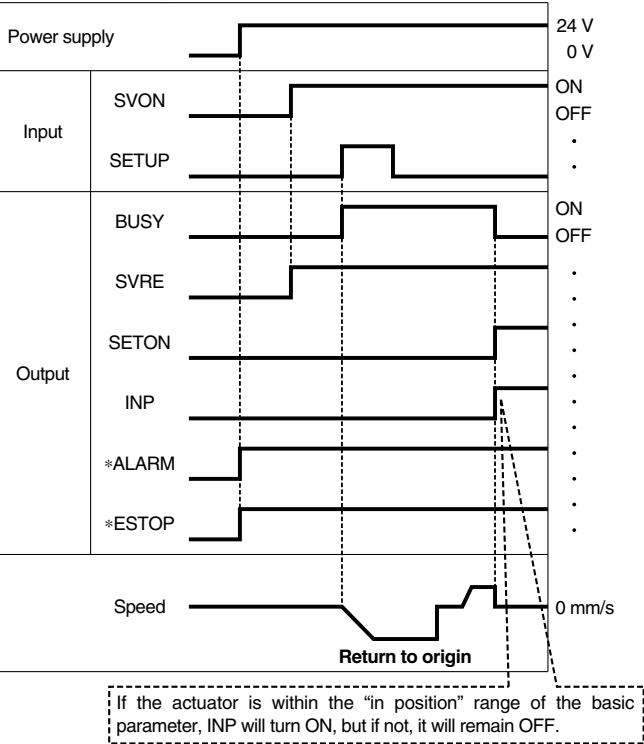 Power supply
24 V
0 V
Input
SVON
ON
OFF
SETUP
Output
BUSY
ON
OFF
SVRE
SETON
INP
∗ALARM
∗ESTOP
Speed
0 mm/s
Return to origin
If the actuator is within the “in position” range of the basic
parameter, INP will turn ON, but if not, it will remain OFF.